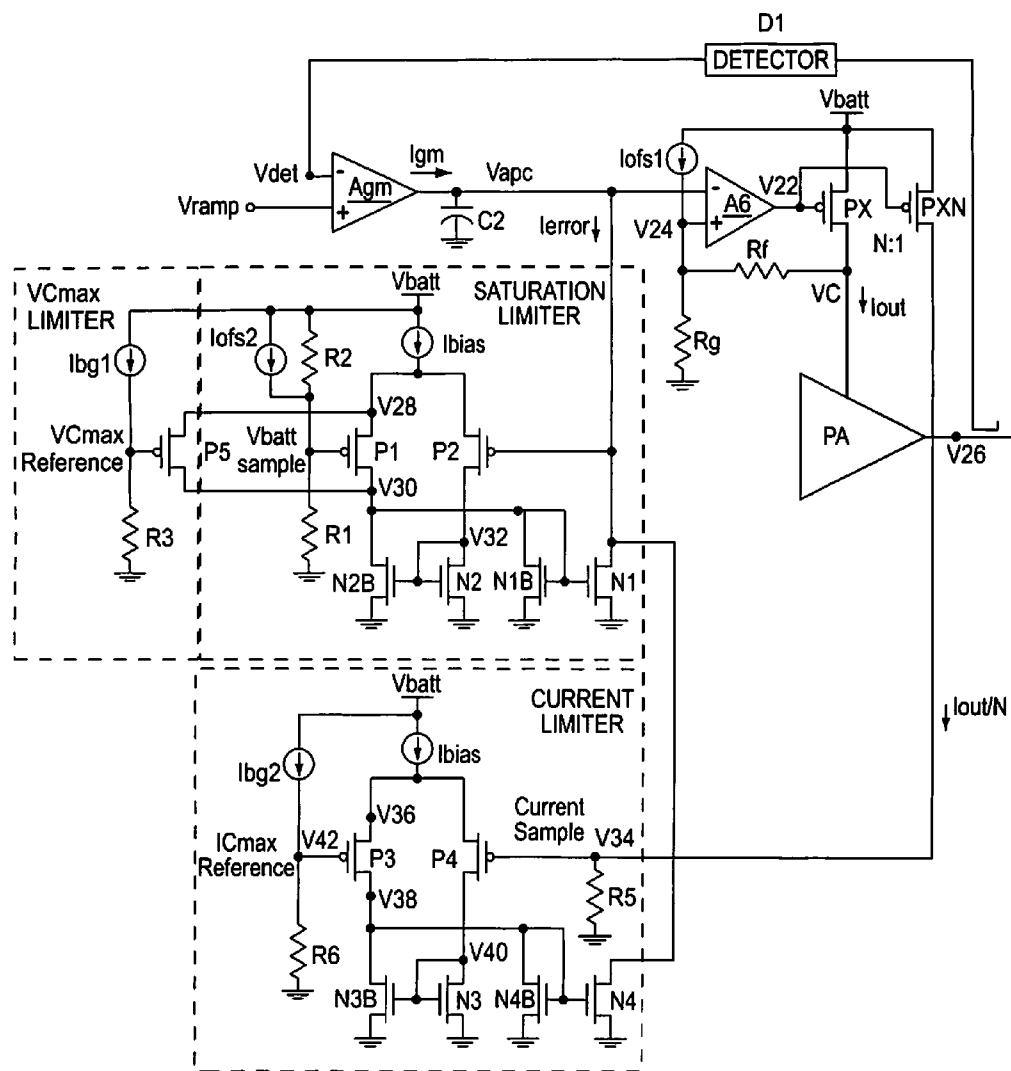 D1
DETECTOR
Vbatt
Igm
Vapc
Iofs1
Vdet
Agm
V22
PX
PXN
Vramp
C2
Ierror
V24
A6
N:1
Rf
VC
Iout
Rg
VCmax
LIMITER
Vbatt
SATURATION
LIMITER
Iofs2
R2
Ibias
Ibg1
V28
PA
VCmax
Reference
P5
Vbatt
sample
P1
P2
V26
V30
R3
R1
V32
N2B
N2
N1B
N1
Vbatt
CURRENT
LIMITER
Iout/N
Ibias
Ibg2
V36
Current
Sample
V34
ICmax
Reference
V42
P3
P4
V38
R5
R6
V40
N3B
N3
N4B
N4